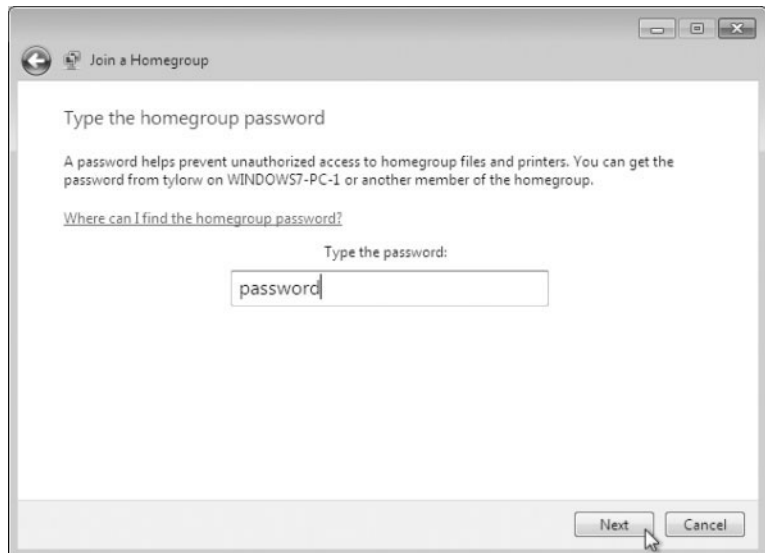 Join a Homegroup
Type the homegroup password
A password helps prevent unauthorized access to homegroup files and printers. You can get the
password from tylorw on WINDOWS7-PC-1 or another member of the homegroup.
Where can I find the homegroup password?
Type the password:
password
Next Cancel